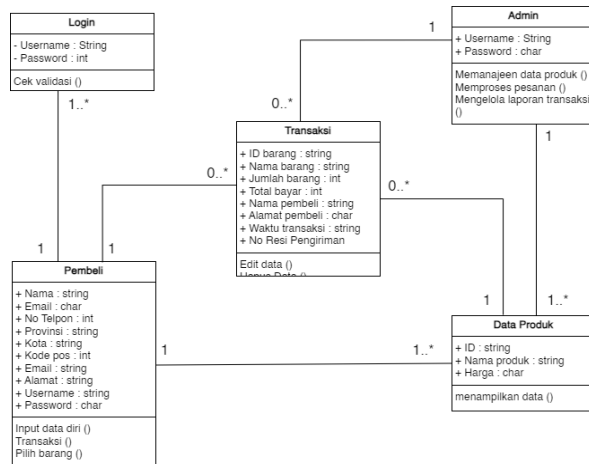 Login
- Username : String
- Password : int
Cek validasi ()
1..*
1
Admin
+ Username : String
+ Password : char
Memanajeen data produk ()
Memproses pesanan ()
Mengelola laporan transaksi
()
1
0..*
1
Transaksi
+ ID barang : string
+ Nama barang : string
+ Jumlah barang : int
+ Total bayar : int
+ Nama pembeli : string
+ Alamat pembeli : char
+ Waktu transaksi : string
+ No Resi Pengiriman
Edit data ()
Hapus Data ()
0..*
0..*
1
1
1..*
Pembeli
+ Nama : string
+ Email : char
+ No Telpon : int
+ Provinsi : string
+ Kota : string
+ Kode pos : int
+ Email : string
+ Alamat : string
+ Username : string
+ Password : char
Input data diri ()
Transaksi ()
Pilih barang ()
1
1..*
Data Produk
+ ID : string
+ Nama produk : string
+ Harga : char
menampilkan data ()